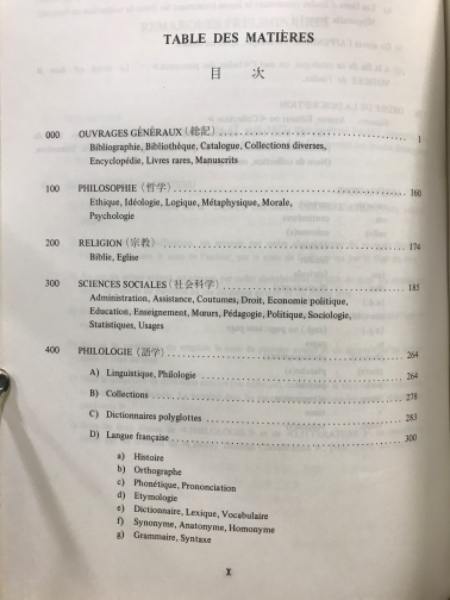 TABLE DES MATIÈRES
目 次
000 OUVRAGES GÉNÉRAUX (総記) 1
Bibliographie, Bibliothèque, Catalogue, Collections diverses,
Encyclopédie, Livres rares, Manuscrits
100 PHILOSOPHIE (哲学) 160
Ethique, Idéologie, Logique, Métaphysique, Morale,
Psychologie
200 RELIGION (宗教) 174
Biblie, Eglise
300 SCIENCES SOCIALES (社会科学) 185
Administration, Assistance, Coutumes, Droit, Economie politique,
Education, Enseignement, Mœurs, Pédagogie, Politique, Sociologie,
Statistiques, Usages
400 PHILOLOGIE (語学) 264
A) Linguistique, Philologie 264
B) Collections 278
C) Dictionnaires polyglottes 283
D) Langue française 300
a) Histoire
b) Orthographe
c) Phonétique, Prononciation
d) Etymologie
e) Dictionnaire, Lexique, Vocabulaire
f) Synonyme, Anatonyme, Homonyme
g) Grammaire, Syntaxe
X